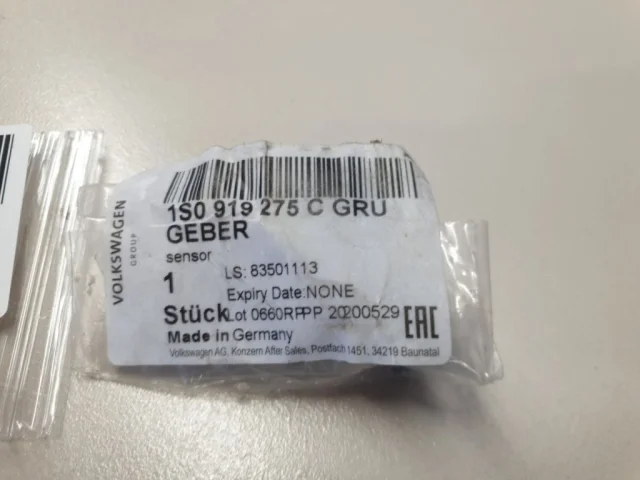 VOLKSWAGEN
GROUP
1S0 919 275 C GRU
GEBER
sensor
1
LS: 83501113
Expiry Date:NONE
Stück Lot 0660RPPP 20200529
EAC
Made in Germany
Volkswagen AG, Konzern After Sales, Postfach 1451, 34219 Baunatal